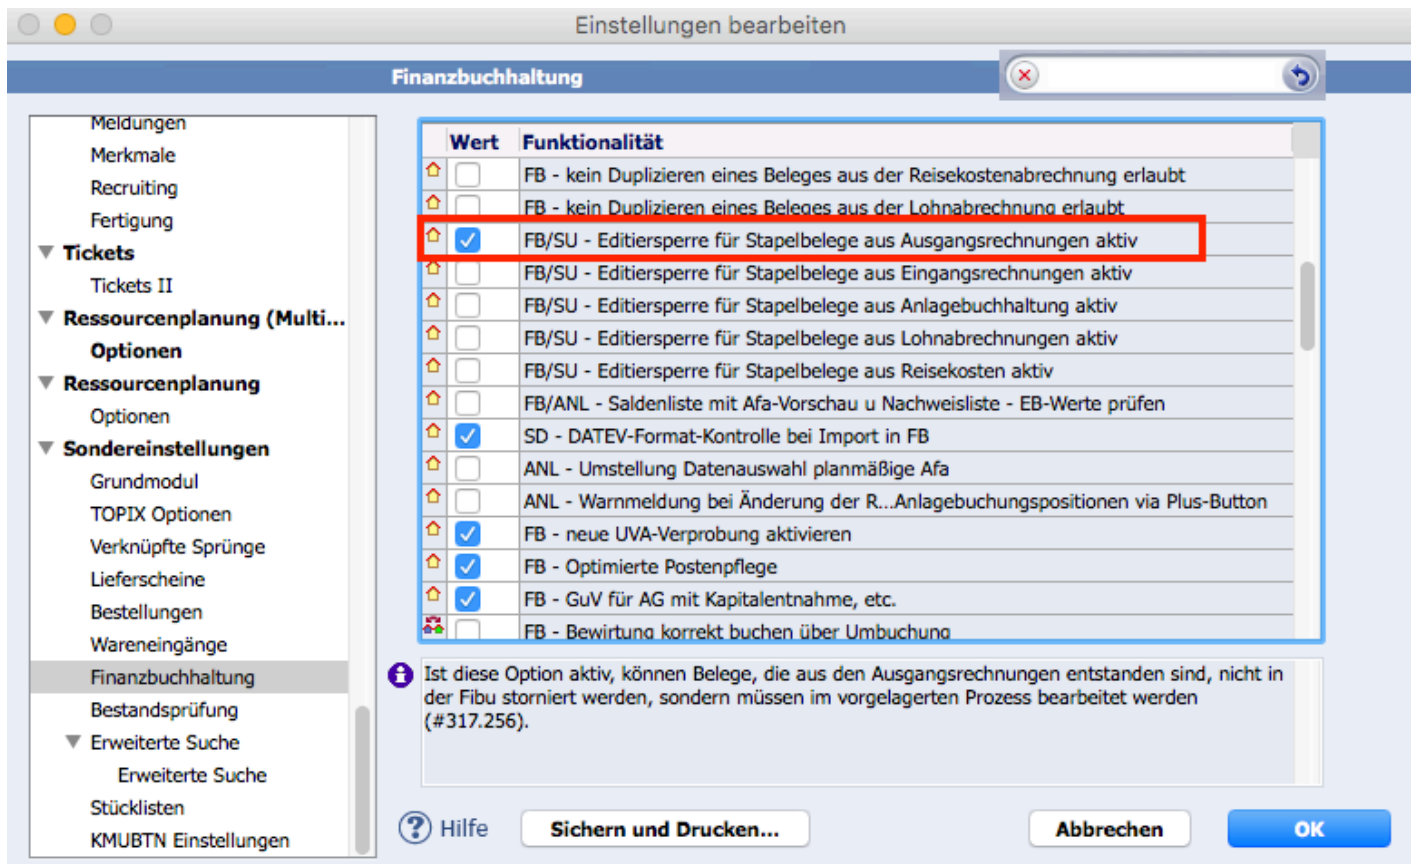 Einstellungen bearbeiten
Finanzbuchhaltung
Meldungen
Merkmale
Recruiting
Fertigung
Tickets
Tickets II
Ressourcenplanung (Multi...
Optionen
Ressourcenplanung
Optionen
Sondereinstellungen
Grundmodul
TOPIX Optionen
Verknüpfte Sprünge
Lieferscheine
Bestellungen
Wareneingänge
Finanzbuchhaltung
Bestandsprüfung
Erweiterte Suche
Erweiterte Suche
Stücklisten
KMUBTN Einstellungen
Wert Funktionalität
FB - kein Duplizieren eines Beleges aus der Reisekostenabrechnung erlaubt
FB - kein Duplizieren eines Beleges aus der Lohnabrechnung erlaubt
FB/SU - Editiersperre für Stapelbelege aus Ausgangsrechnungen aktiv
FB/SU - Editiersperre für Stapelbelege aus Eingangsrechnungen aktiv
FB/SU - Editiersperre für Stapelbelege aus Anlagebuchhaltung aktiv
FB/SU - Editiersperre für Stapelbelege aus Lohnabrechnungen aktiv
FB/SU - Editiersperre für Stapelbelege aus Reisekosten aktiv
FB/ANL - Saldenliste mit Afa-Vorschau u Nachweisliste - EB-Werte prüfen
SD - DATEV-Format-Kontrolle bei Import in FB
ANL - Umstellung Datenauswahl planmäßige Afa
ANL - Warnmeldung bei Änderung der R...Anlagebuchungspositionen via Plus-Button
FB - neue UVA-Verprobung aktivieren
FB - Optimierte Postenpflege
FB - GuV für AG mit Kapitalentnahme, etc.
FB - Bewirtung korrekt buchen über Umbuchung
Ist diese Option aktiv, können Belege, die aus den Ausgangsrechnungen entstanden sind, nicht in
der Fibu storniert werden, sondern müssen im vorgelagerten Prozess bearbeitet werden
(#317.256).
? Hilfe
Sichern und Drucken...
Abbrechen
OK